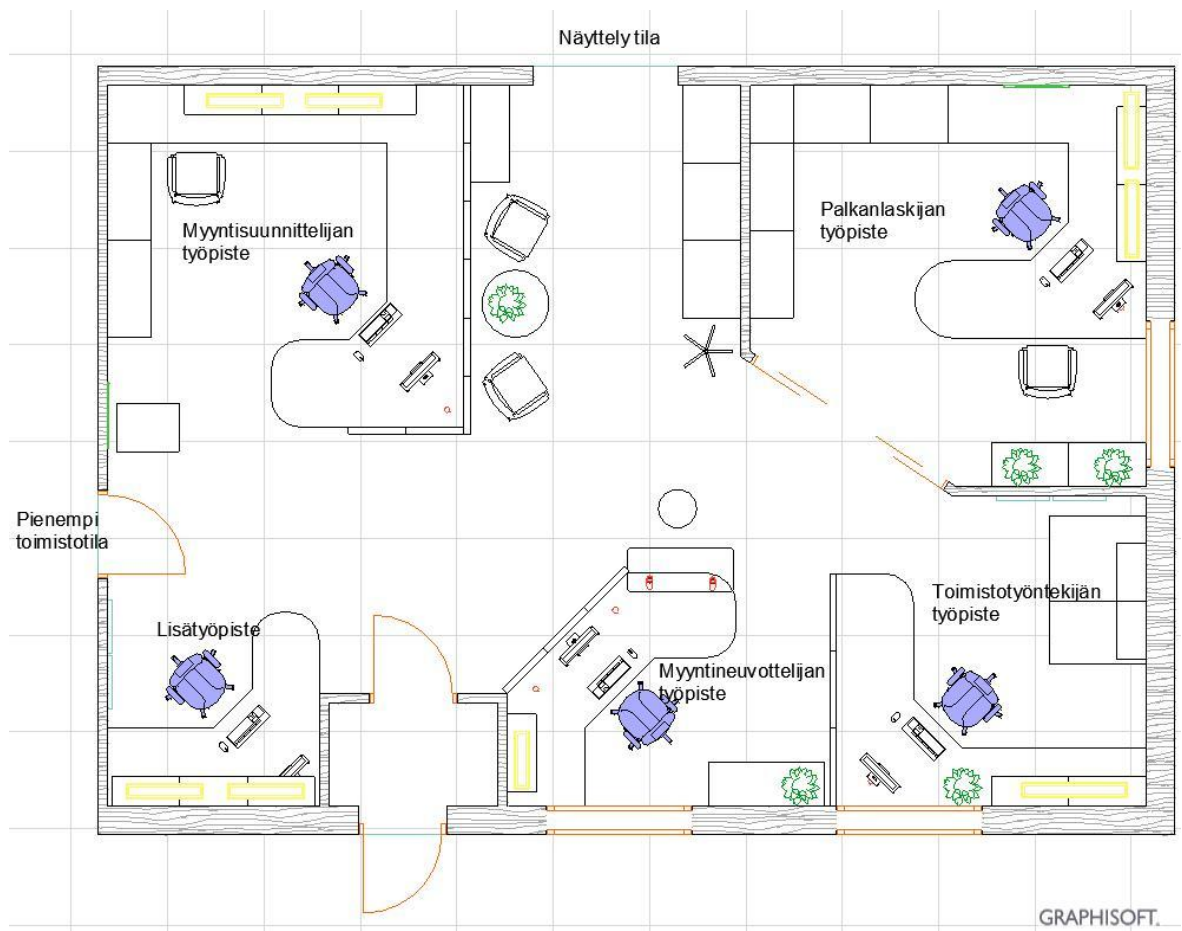 Näyttely tila
Myyntisuunnittelijan
työpiste
Palkanlaskijan
työpiste
Pienempi
toimistotila
Lisätyöpiste
Toimistotyöntekijän
työpiste
Myyntineuvottelijan
työpiste
GRAPHISOFT.